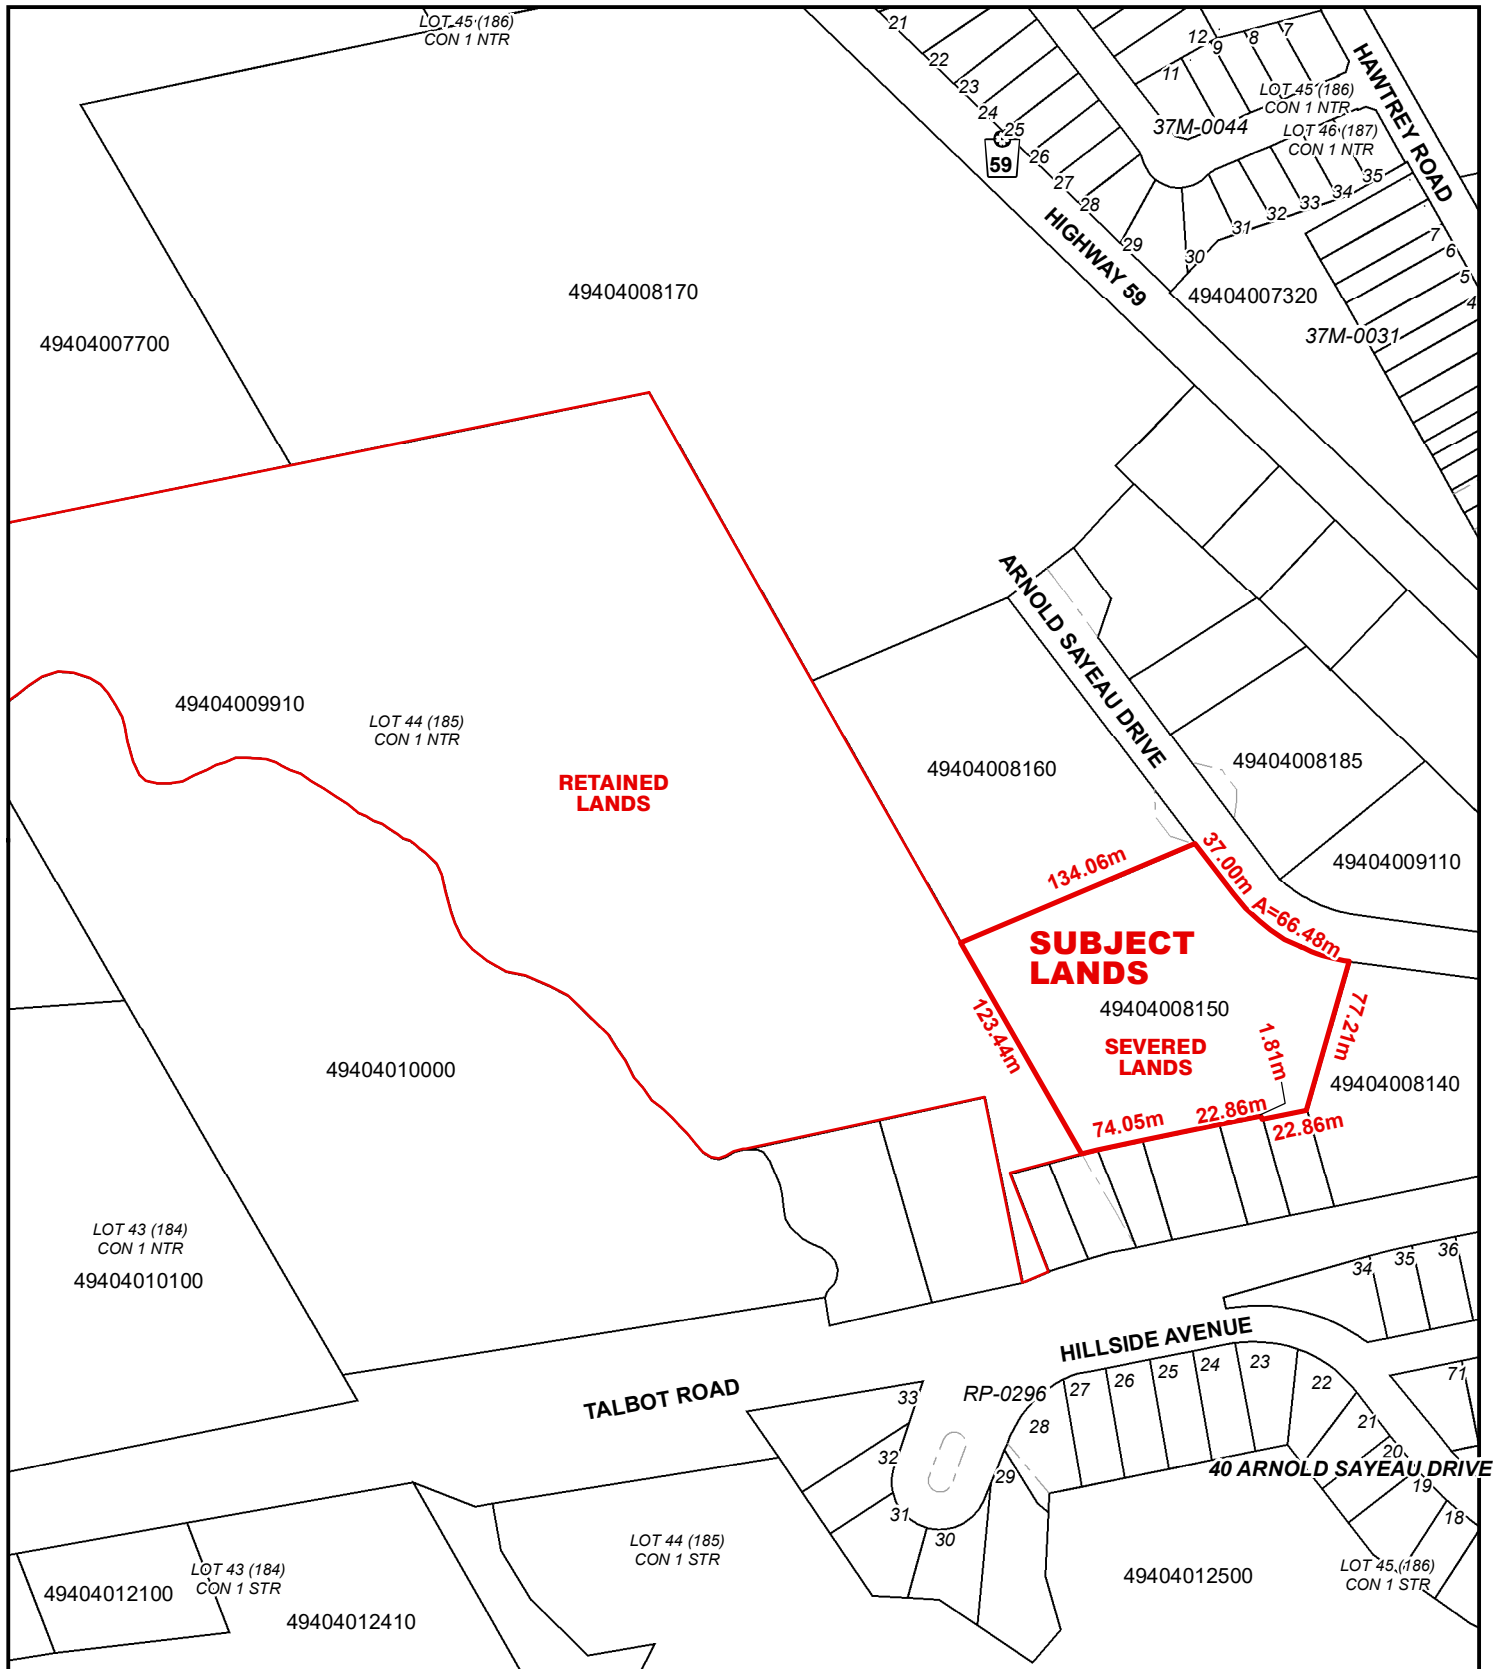 LOT 45 (186)
CON 1 NTR
21
22
23
24
25
26
27
28
29
30
31
32
33
34
35
12
9
8
7
11
LOT 45 (186)
CON 1 NTR
37M-0044
LOT 46 (187)
CON 1 NTR
HAWTREY ROAD
59
HIGHWAY 59
7
6
5
4
49404007320
37M-0031
49404008170
49404007700
ARNOLD SAYEAU DRIVE
49404009910
LOT 44 (185)
CON 1 NTR
RETAINED
LANDS
49404008160
49404008185
49404009110
134.06m
37.00m
A=66.48m
SUBJECT
LANDS
49404008150
SEVERED
LANDS
123.44m
1.81m
77.21m
74.05m
22.86m
22.86m
49404008140
49404010000
LOT 43 (184)
CON 1 NTR
49404010100
34
35
36
HILLSIDE AVENUE
TALBOT ROAD
RP-0296
33
32
31
30
29
28
27
26
25
24
23
22
21
20
19
18
71
40 ARNOLD SAYEAU DRIVE
LOT 44 (185)
CON 1 STR
LOT 43 (184)
CON 1 STR
49404012100
49404012410
49404012500
LOT 45 (186)
CON 1 STR